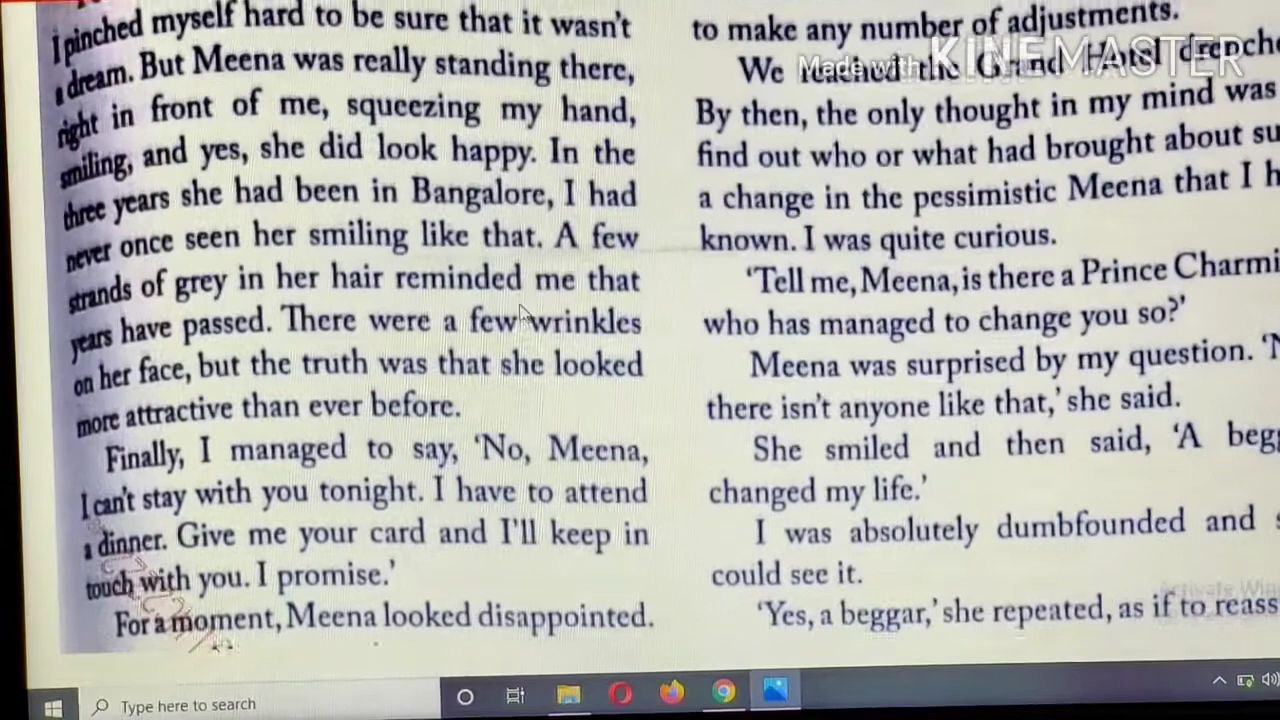 I pinched myself hard to be sure that it wasn't
a dream. But Meena was really standing there,
right in front of me, squeezing my hand,
smiling, and yes, she did look happy. In the
three years she had been in Bangalore, I had
never once seen her smiling like that. A few
strands of grey in her hair reminded me that
years have passed. There were a few wrinkles
on her face, but the truth was that she looked
more attractive than ever before.
Finally, I managed to say, 'No, Meena,
I can't stay with you tonight. I have to attend
a dinner. Give me your card and I'll keep in
touch with you. I promise.'
For a moment, Meena looked disappointed.
to make any number of adjustments.
Made with KINEMASTER
We reached the Grand Hotel drenche
By then, the only thought in my mind was
find out who or what had brought about su
a change in the pessimistic Meena that I h
known. I was quite curious.
'Tell me, Meena, is there a Prince Charmi
who has managed to change you so?'
Meena was surprised by my question. 'N
there isn't anyone like that,' she said.
She smiled and then said, 'A begg
changed my life.'
I was absolutely dumbfounded and s
could see it.
'Yes, a beggar,' she repeated, as if to reass
Activate Win
Type here to search